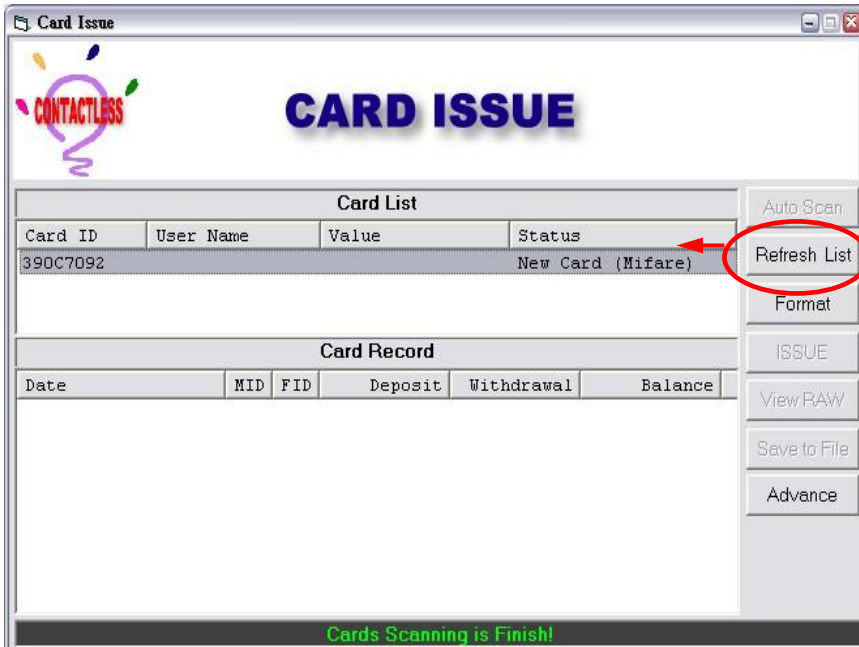 Card Issue
CONTACTLESS
CARD ISSUE
Card List
Card ID User Name Value Status
390C7092 New Card (Mifare)
Card Record
Date MID FID Deposit Withdrawal Balance
Auto Scan
Refresh List
Format
ISSUE
View RAW
Save to File
Advance
Cards Scanning is Finish!